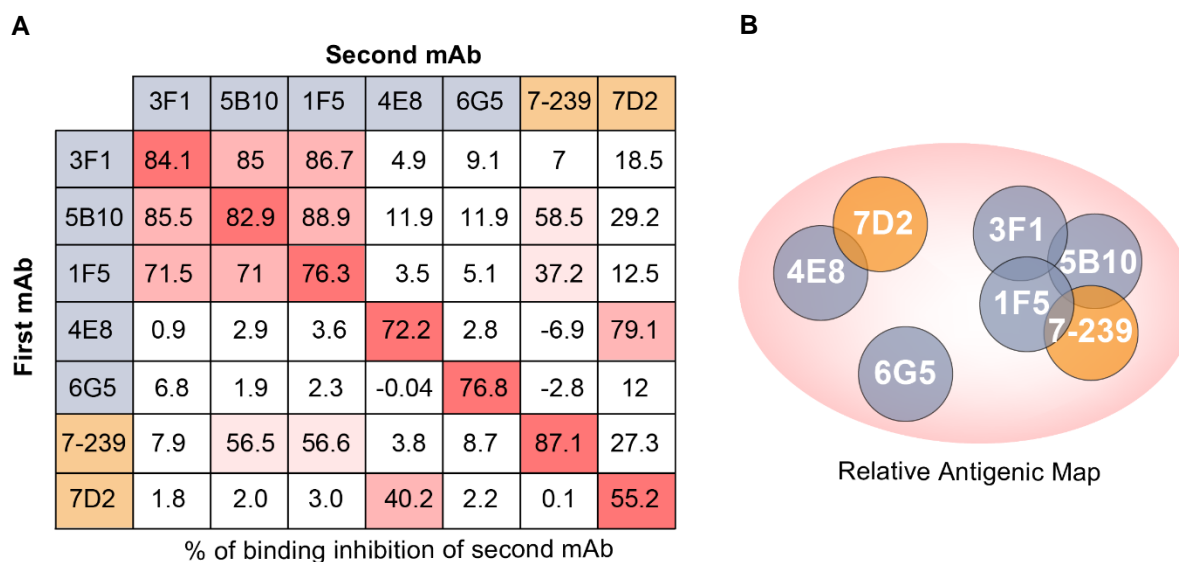 A
B
Second mAb
3F1 5B10 1F5 4E8 6G5 7-239 7D2
First mAb
3F1 84.1 85 86.7 4.9 9.1 7 18.5
5B10 85.5 82.9 88.9 11.9 11.9 58.5 29.2
1F5 71.5 71 76.3 3.5 5.1 37.2 12.5
4E8 0.9 2.9 3.6 72.2 2.8 -6.9 79.1
6G5 6.8 1.9 2.3 -0.04 76.8 -2.8 12
7-239 7.9 56.5 56.6 3.8 8.7 87.1 27.3
7D2 1.8 2.0 3.0 40.2 2.2 0.1 55.2
% of binding inhibition of second mAb
7D2
3F1
4E8
5B10
1F5
7-239
6G5
Relative Antigenic Map